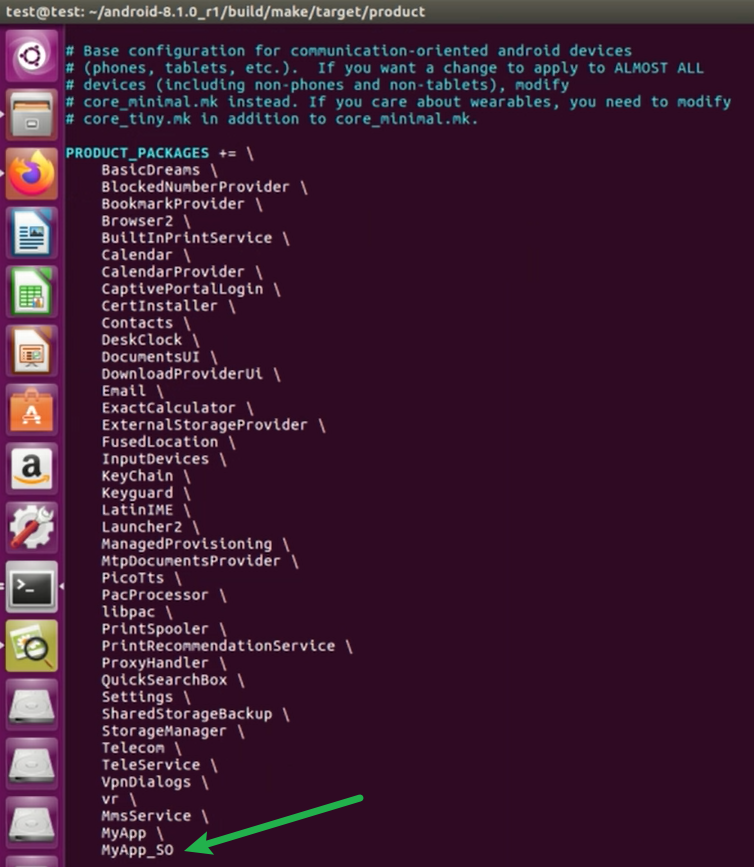 test@test: ~/android-8.1.0_r1/build/make/target/product
# Base configuration for communication-oriented android devices
# (phones, tablets, etc.).  If you want a change to apply to ALMOST ALL
# devices (including non-phones and non-tablets), modify
# core_minimal.mk instead. If you care about wearables, you need to modify
# core_tiny.mk in addition to core_minimal.mk.
PRODUCT_PACKAGES += \
BasicDreams \
BlockedNumberProvider \
BookmarkProvider \
Browser2 \
BuiltInPrintService \
Calendar \
CalendarProvider \
CaptivePortalLogin \
CertInstaller \
Contacts \
DeskClock \
DocumentsUI \
DownloadProviderUi \
Email \
ExactCalculator \
ExternalStorageProvider \
FusedLocation \
InputDevices \
KeyChain \
Keyguard \
LatinIME \
Launcher2 \
ManagedProvisioning \
MtpDocumentsProvider \
PicoTts \
PacProcessor \
libpac \
PrintSpooler \
PrintRecommendationService \
ProxyHandler \
QuickSearchBox \
Settings \
SharedStorageBackup \
StorageManager \
Telecom \
TeleService \
VpnDialogs \
vr \
MmsService \
MyApp \
MyApp_SO